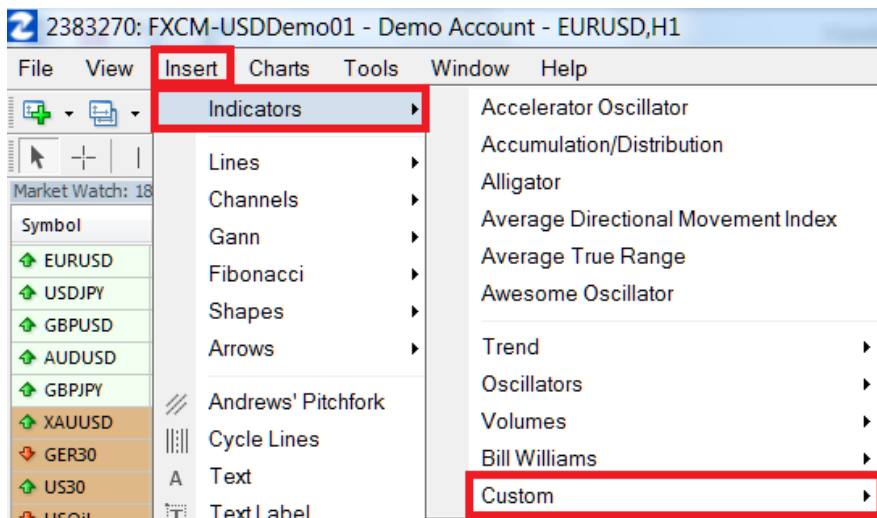 2383270: FXCM-USDDemo01 - Demo Account - EURUSD,H1
File View Insert Charts Tools Window Help
Indicators
Lines
Channels
Gann
Fibonacci
Shapes
Arrows
Andrews' Pitchfork
Cycle Lines
A Text
T Text Label
Accelerator Oscillator
Accumulation/Distribution
Alligator
Average Directional Movement Index
Average True Range
Awesome Oscillator
Trend
Oscillators
Volumes
Bill Williams
Custom
Market Watch: 18
Symbol
EURUSD
USDJPY
GBPUSD
AUDUSD
GBPJPY
XAUUSD
GER30
US30
USOil